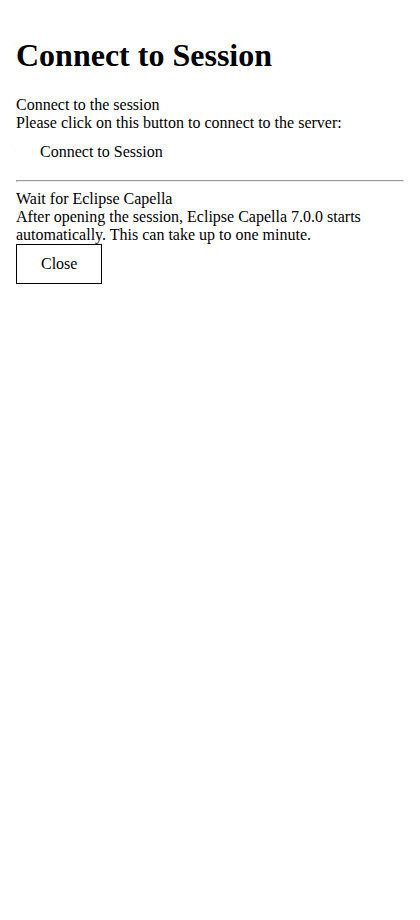 Connect to Session
Connect to the session
Please click on this button to connect to the server:
Connect to Session
Wait for Eclipse Capella
After opening the session, Eclipse Capella 7.0.0 starts
automatically. This can take up to one minute.
Close